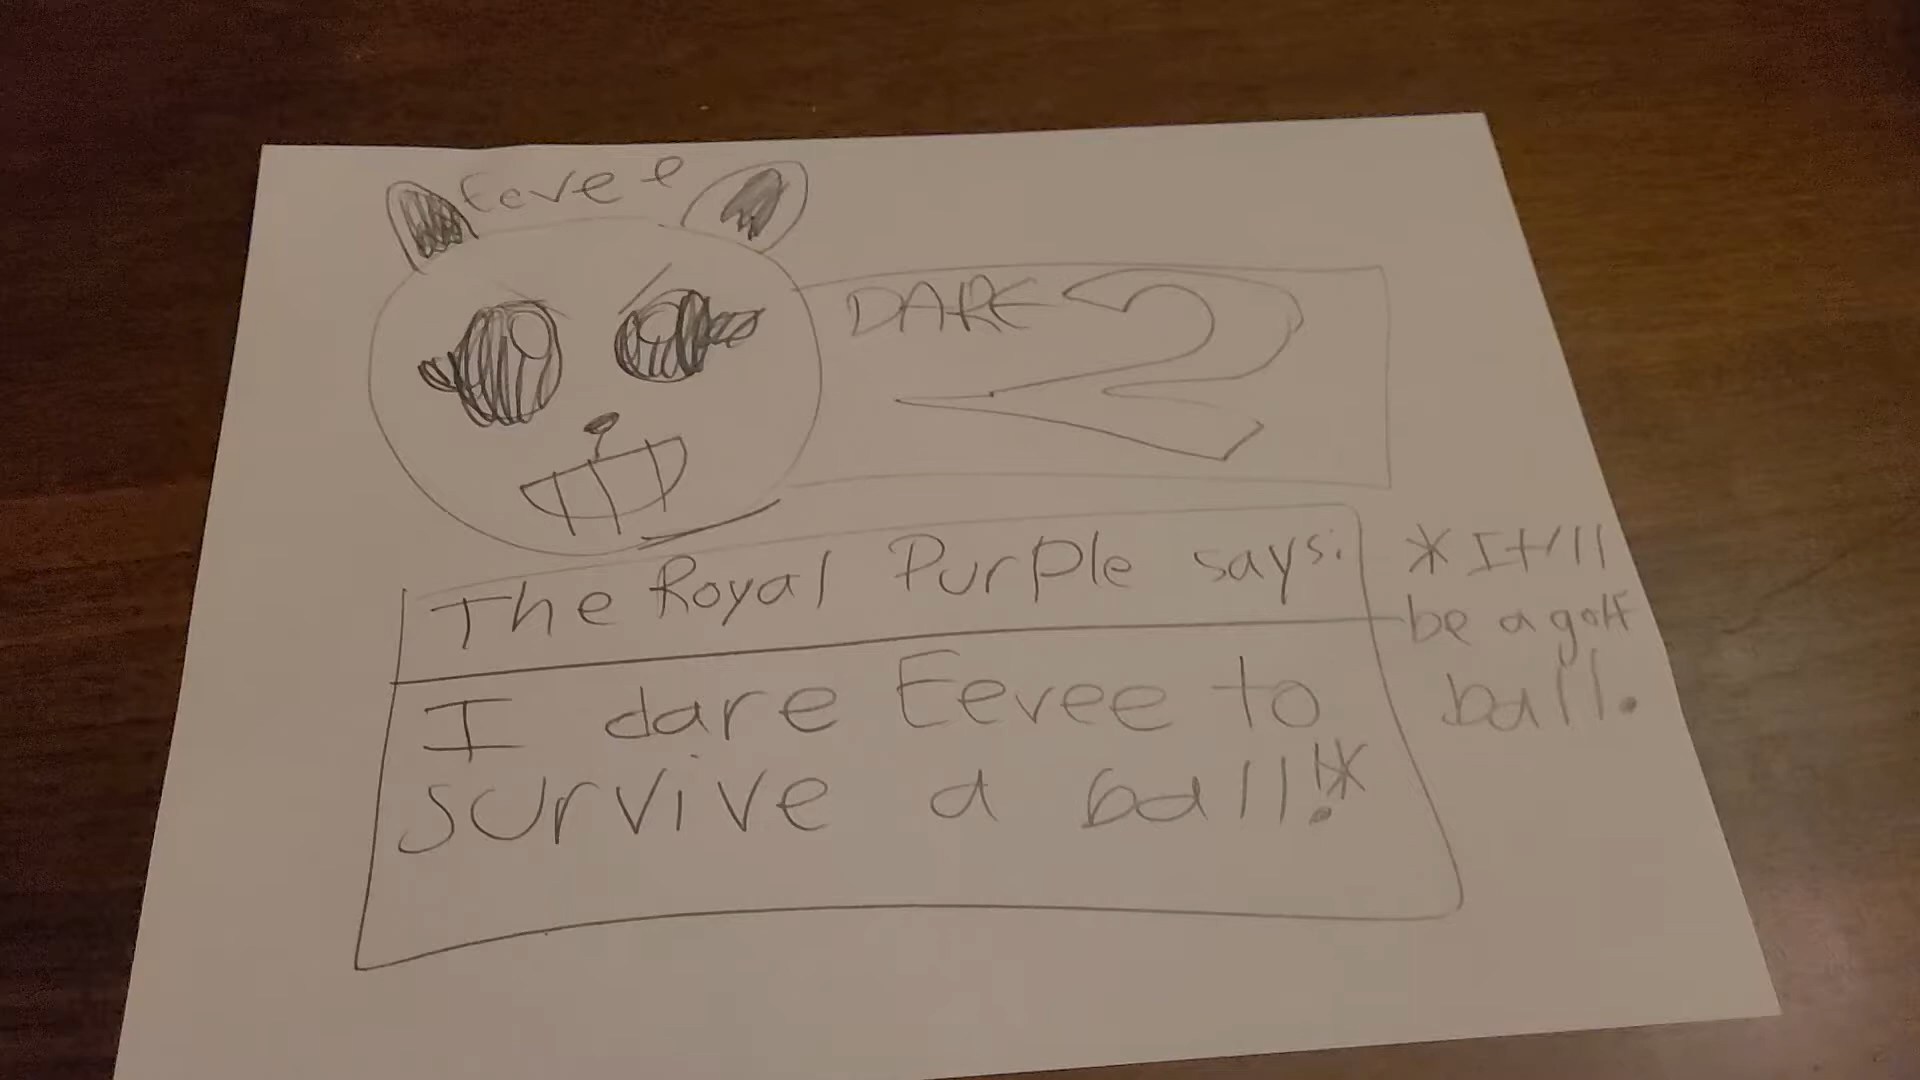 Eevee
DARE 2
The Royal Purple says:
I dare Eevee to
survive a ball!*
*It'll
be a golf
ball.